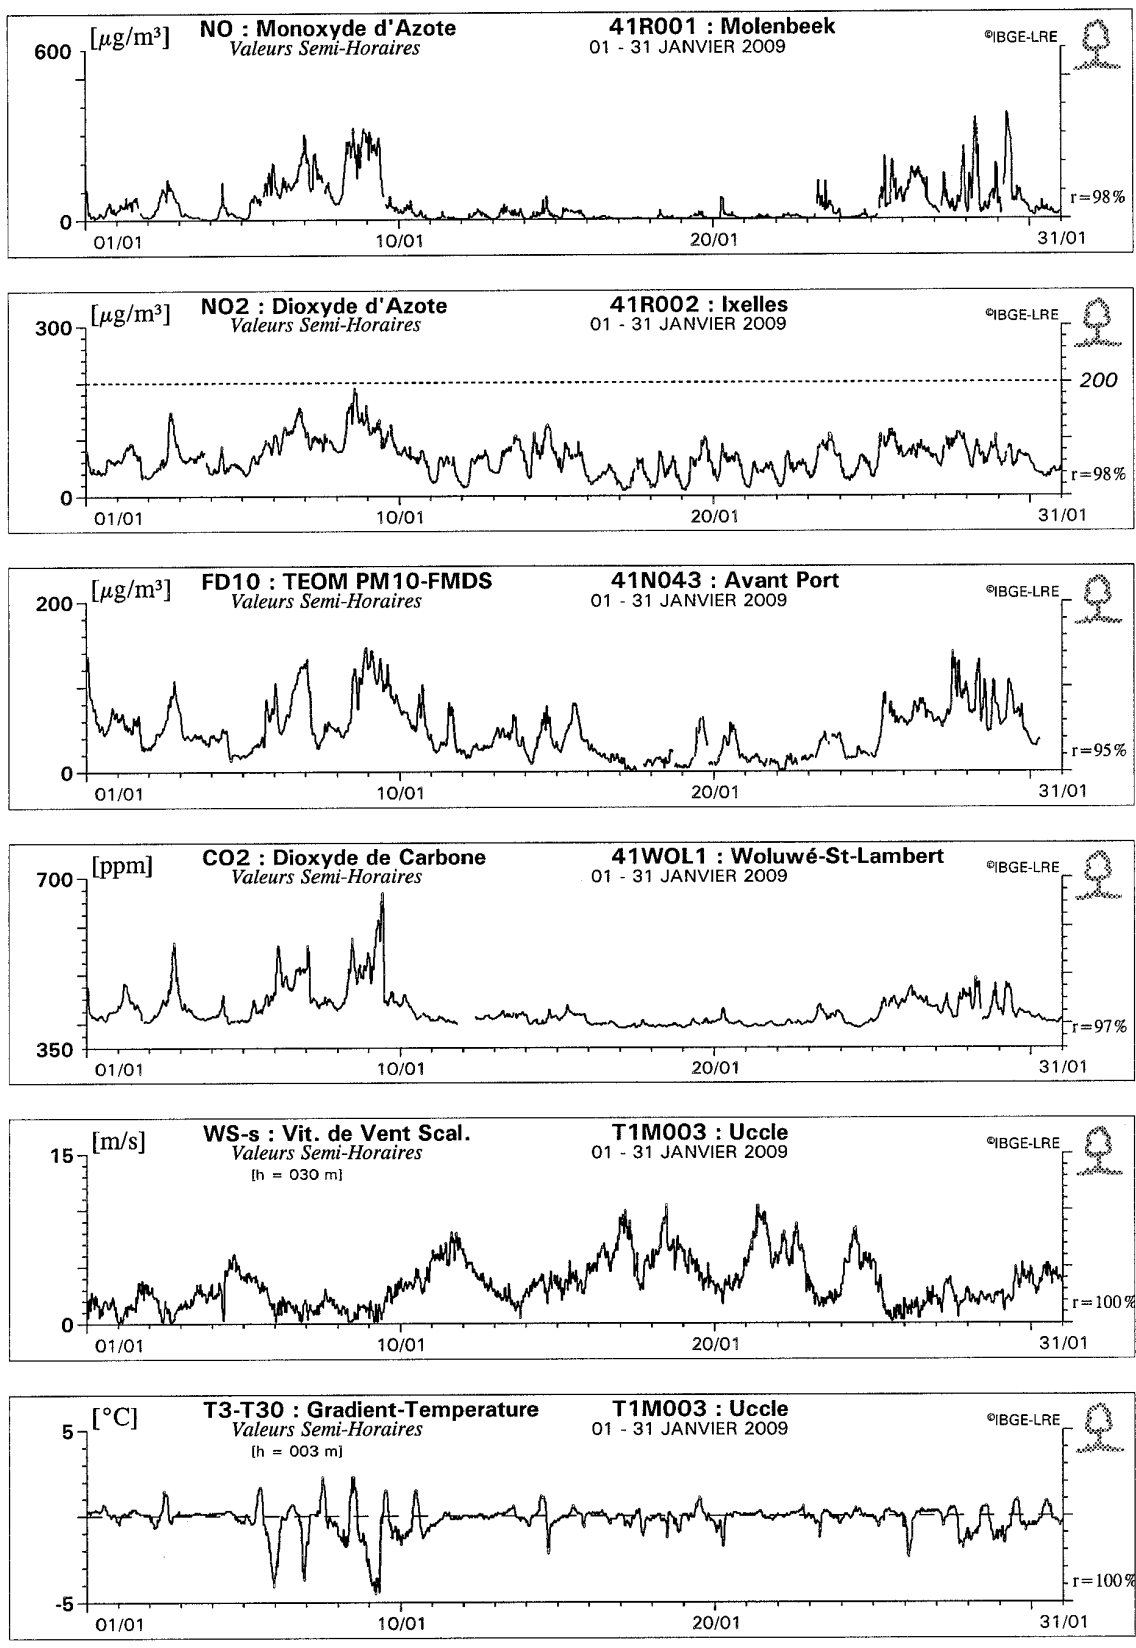 [µg/m³] NO : Monoxyde d'Azote 41R001 : Molenbeek
600 Valeurs Semi-Horaires 01 - 31 JANVIER 2009 ©IBGE-LRE
r=98%
0
01/01 10/01 20/01 31/01
[µg/m³] NO2 : Dioxyde d'Azote 41R002 : Ixelles
300 Valeurs Semi-Horaires 01 - 31 JANVIER 2009 ©IBGE-LRE
200
r=98%
0
01/01 10/01 20/01 31/01
[µg/m³] FD10 : TEOM PM10-FMDS 41N043 : Avant Port
200 Valeurs Semi-Horaires 01 - 31 JANVIER 2009 ©IBGE-LRE
r=95%
0
01/01 10/01 20/01 31/01
[ppm] CO2 : Dioxyde de Carbone 41WOL1 : Woluwé-St-Lambert
700 Valeurs Semi-Horaires 01 - 31 JANVIER 2009 ©IBGE-LRE
r=97%
350
01/01 10/01 20/01 31/01
[m/s] WS-s : Vit. de Vent Scal. T1M003 : Uccle
15 Valeurs Semi-Horaires 01 - 31 JANVIER 2009 ©IBGE-LRE
[h = 030 m]
r=100%
0
01/01 10/01 20/01 31/01
[°C] T3-T30 : Gradient-Temperature T1M003 : Uccle
5 Valeurs Semi-Horaires 01 - 31 JANVIER 2009 ©IBGE-LRE
[h = 003 m]
r=100%
-5
01/01 10/01 20/01 31/01